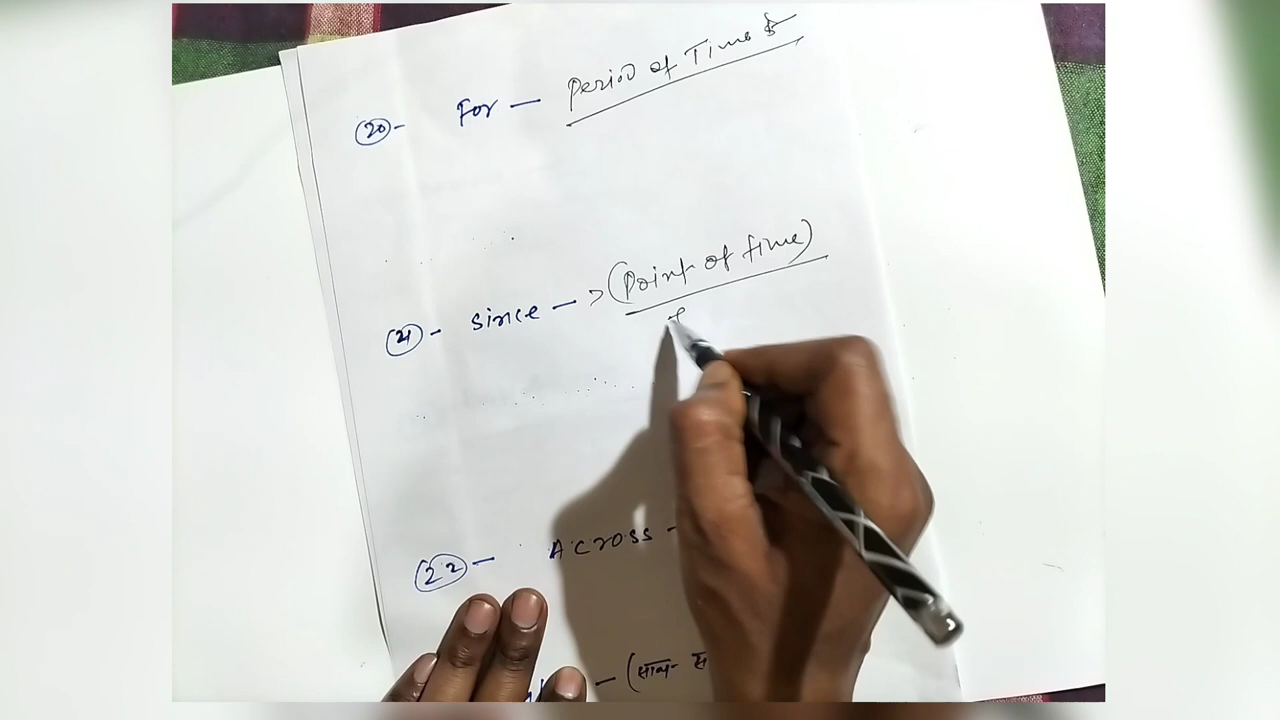 20- For — Period of Time
21- Since — > (Point of time)
22- Across -
— (साथ-